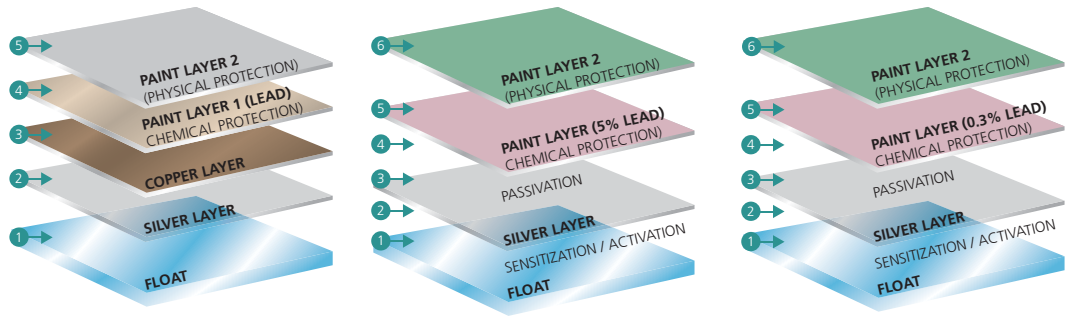 5
PAINT LAYER 2
(PHYSICAL PROTECTION)
4
PAINT LAYER 1 (LEAD)
CHEMICAL PROTECTION)
3
COPPER LAYER
2
SILVER LAYER
1
FLOAT
6
PAINT LAYER 2
(PHYSICAL PROTECTION)
5
PAINT LAYER (5% LEAD)
4
CHEMICAL PROTECTION)
3
PASSIVATION
2
SILVER LAYER
1
SENSITIZATION / ACTIVATION
FLOAT
6
PAINT LAYER 2
(PHYSICAL PROTECTION)
5
PAINT LAYER (0.3% LEAD)
4
CHEMICAL PROTECTION)
3
PASSIVATION
2
SILVER LAYER
1
SENSITIZATION / ACTIVATION
FLOAT